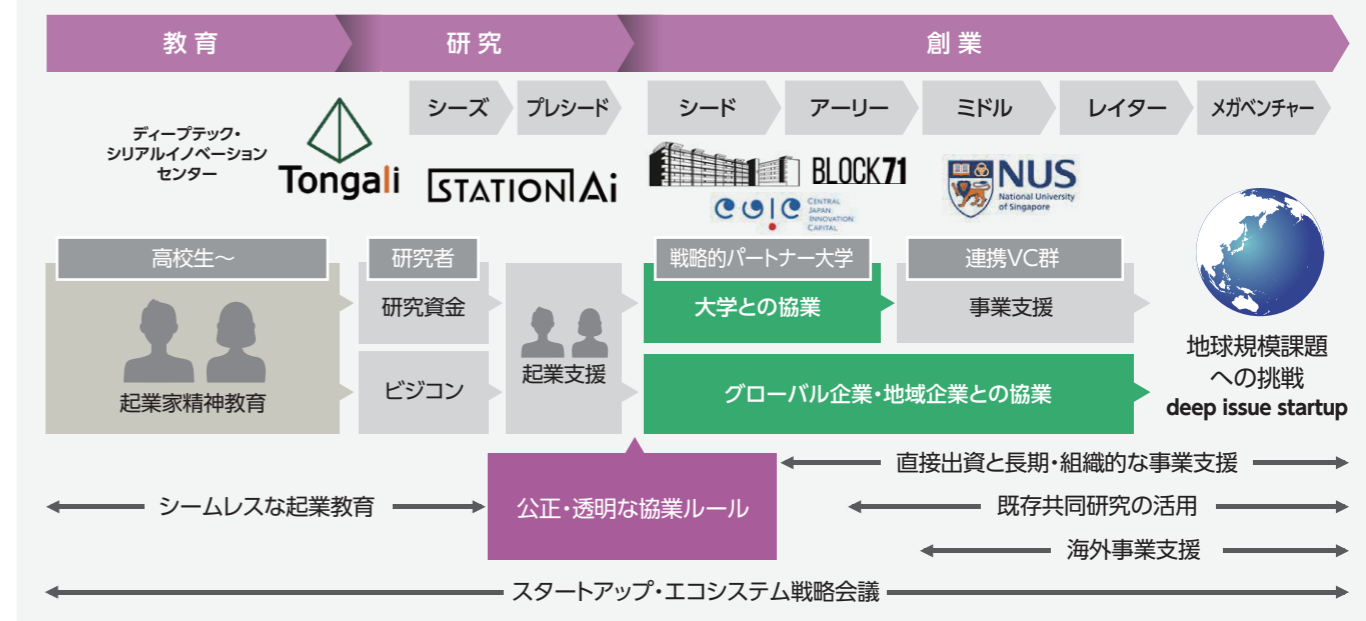 教育
研究
創業
シーズ
プレシード
シード
アーリー
ミドル
レイター
メガベンチャー
ディープテック・
シリアルイノベーション
センター
Tongali
STATION Ai
BLOCK71
CENTRAL
JAPAN
INNOVATION
CAPITAL
NUS
National University
of Singapore
高校生～
起業家精神教育
研究者
研究資金
ビジコン
起業支援
戦略的パートナー大学
大学との協業
連携VC群
事業支援
グローバル企業・地域企業との協業
地球規模課題
への挑戦
deep issue startup
直接出資と長期・組織的な事業支援
シームレスな起業教育
公正・透明な協業ルール
既存共同研究の活用
海外事業支援
スタートアップ・エコシステム戦略会議